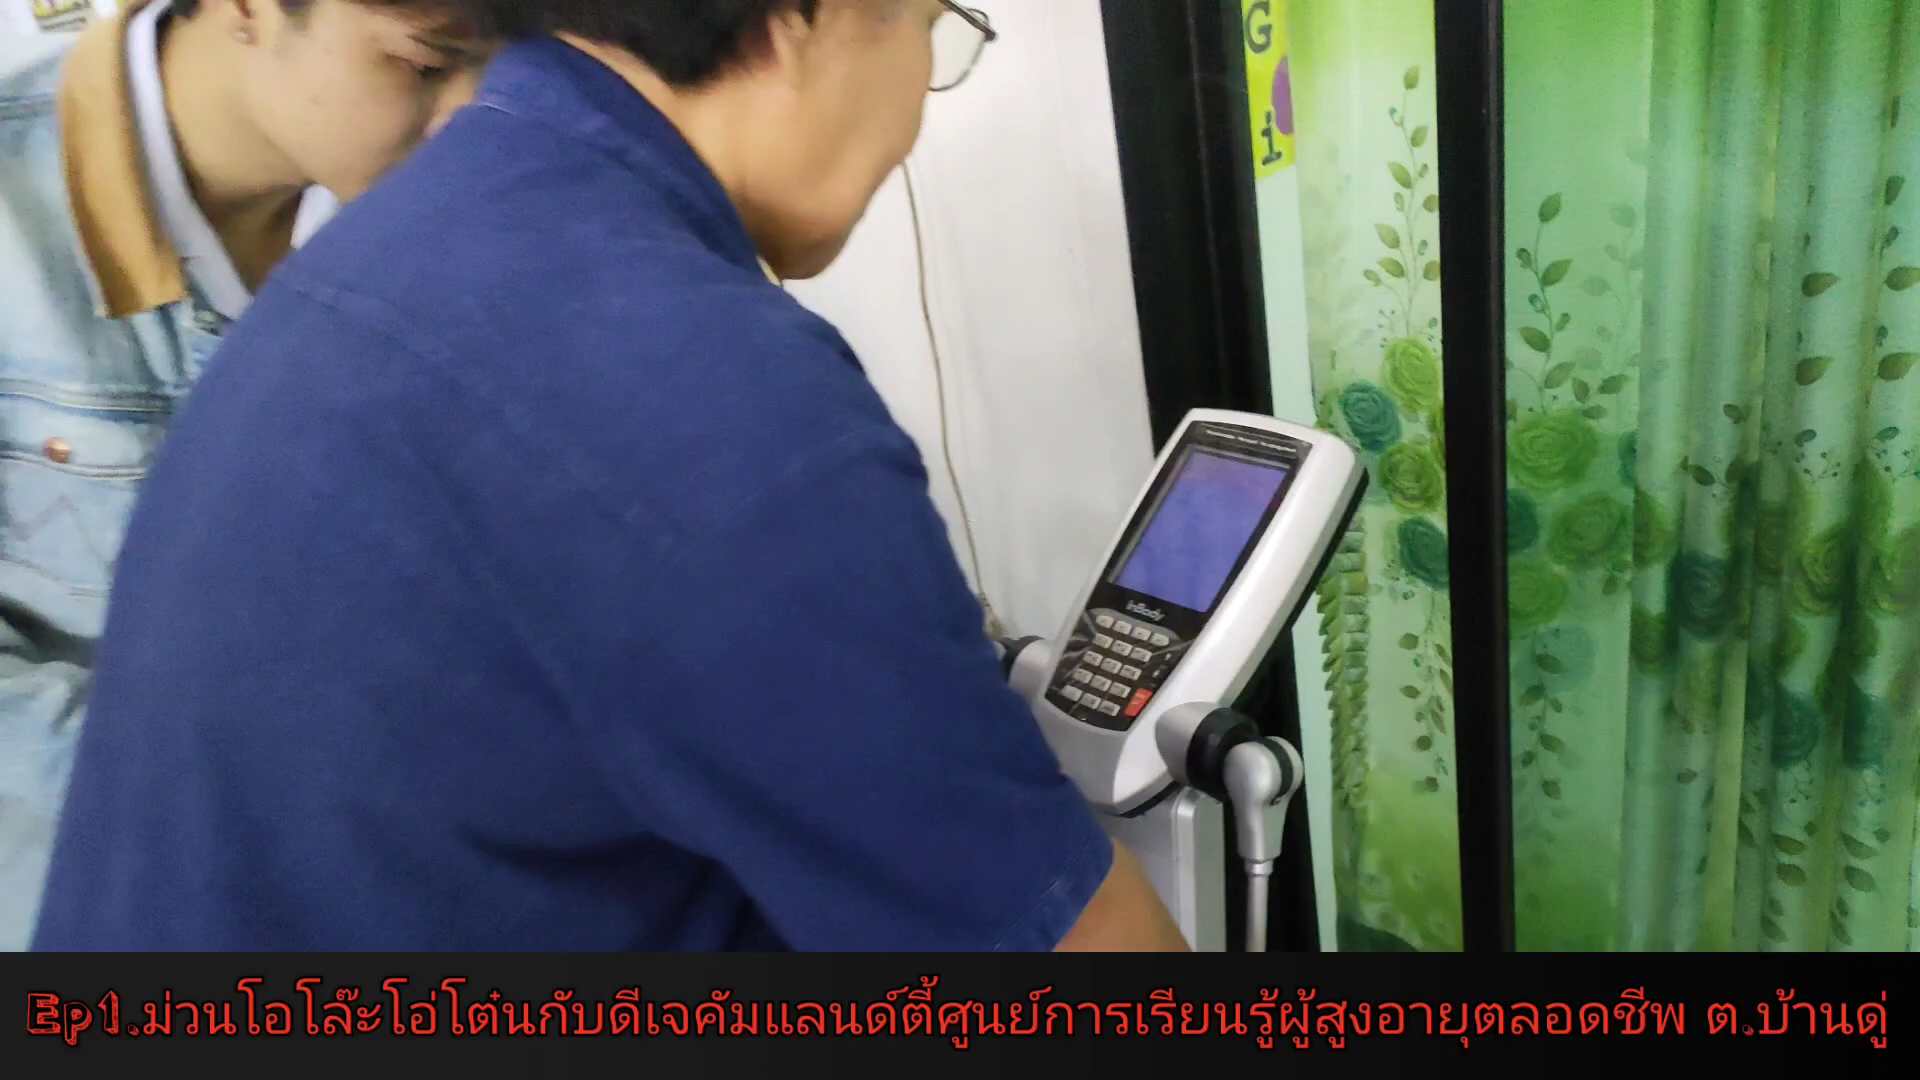 G
i
InBody
Ep1.ม่วนโอโล๊ะโอ่โต๋นกับดีเจคัมแลนด์ตี้ศูนย์การเรียนรู้ผู้สูงอายุตลอดชีพ ต.บ้านดู่